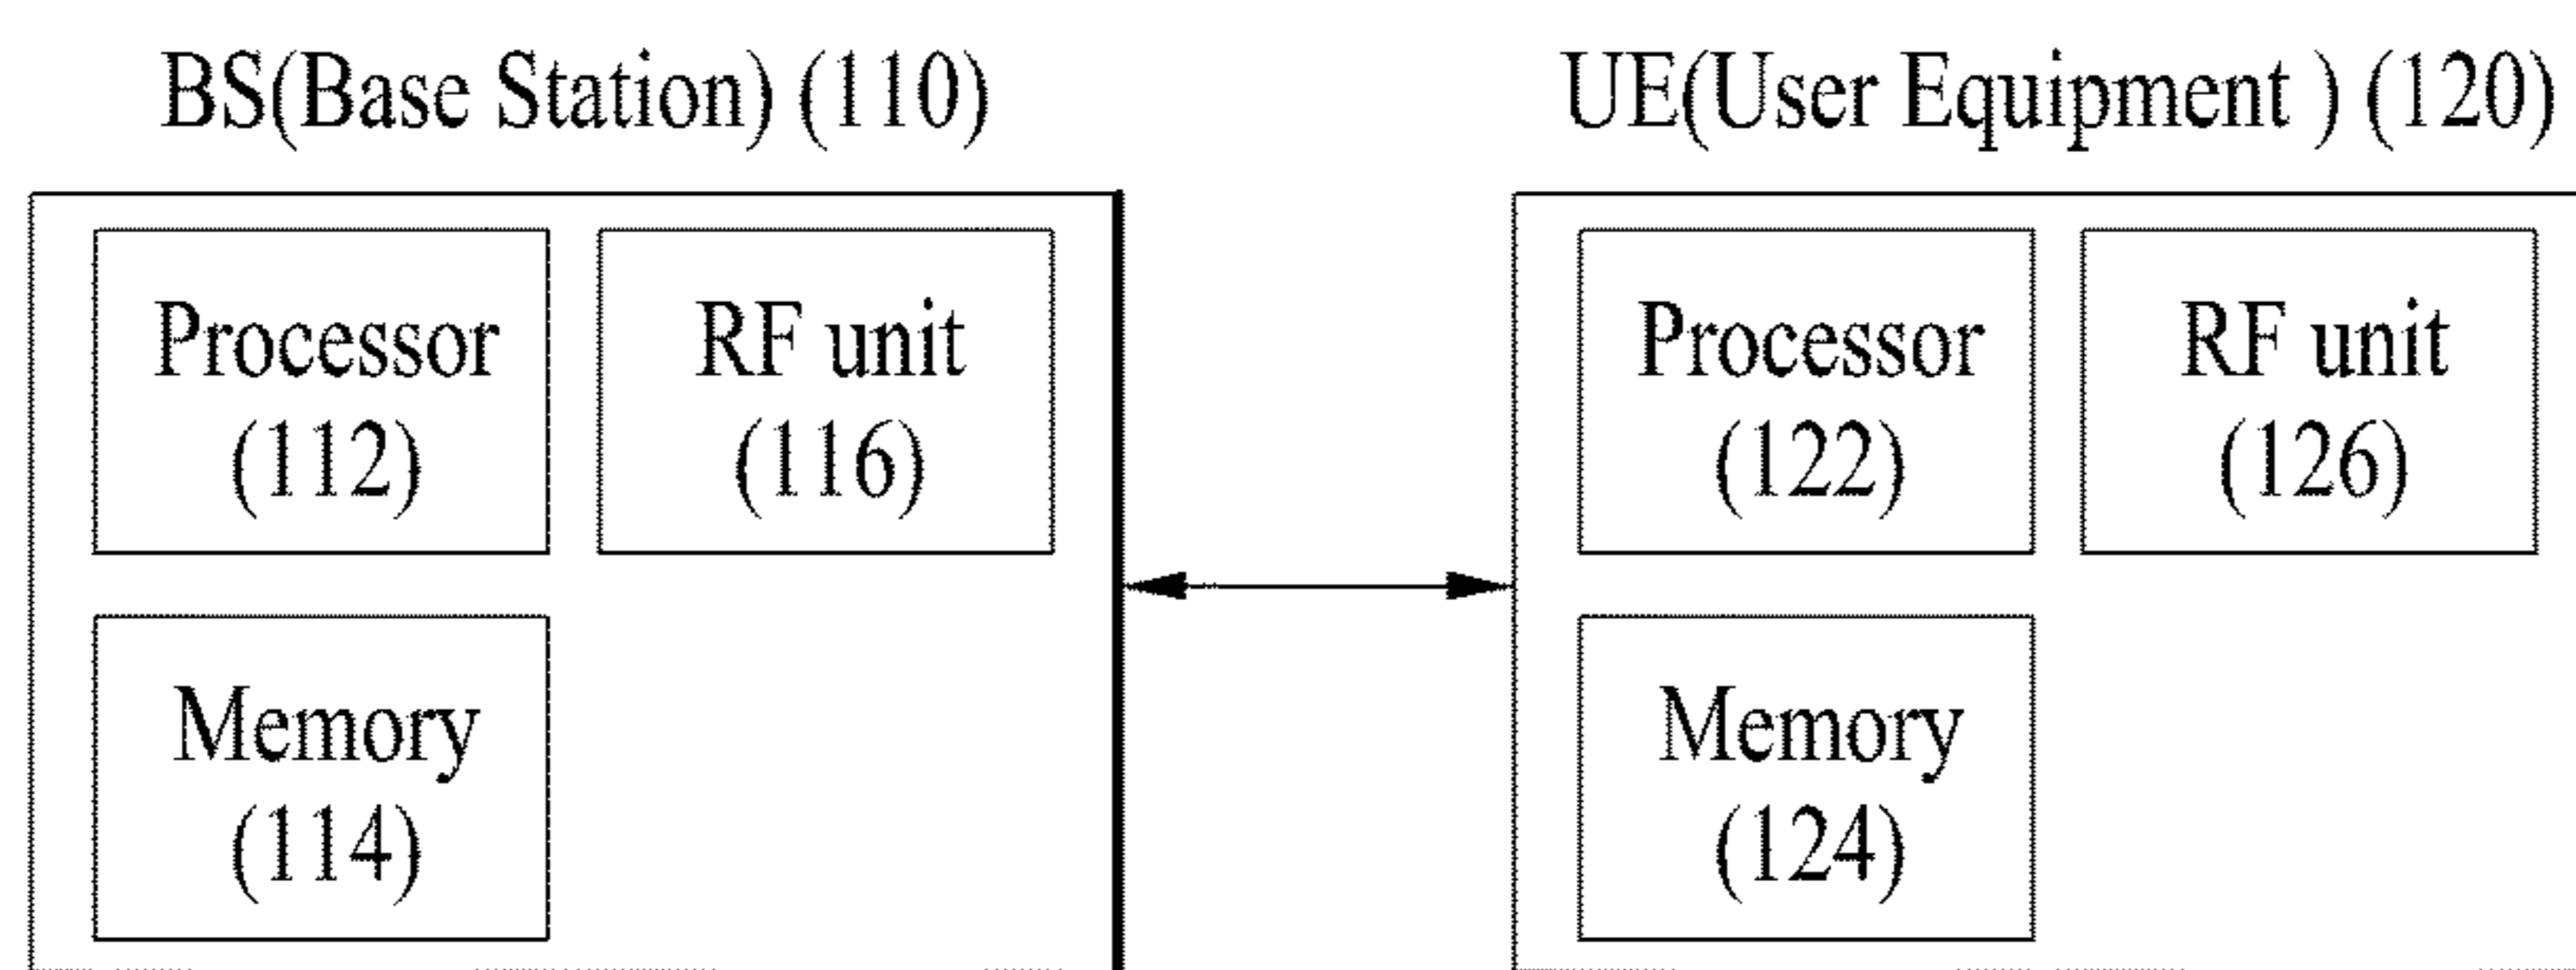 BS(Base Station) (110)
UE(User Equipment ) (120)
Processor
(112)
RF unit
(116)
Memory
(114)
Processor
(122)
RF unit
(126)
Memory
(124)